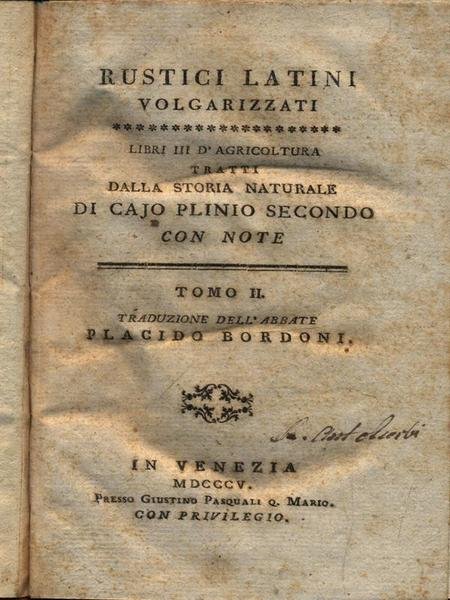 RUSTICI LATINI
VOLGARIZZATI
********************
LIBRI III D'AGRICOLTURA
TRATTI
DALLA STORIA NATURALE
DI CAJO PLINIO SECONDO
CON NOTE
TOMO II.
TRADUZIONE DELL'ABBATE
PLACIDO BORDONI.
IN VENEZIA
MDCCCV.
PRESSO GIUSTINO PASQUALI Q. MARIO.
CON PRIVILEGIO.